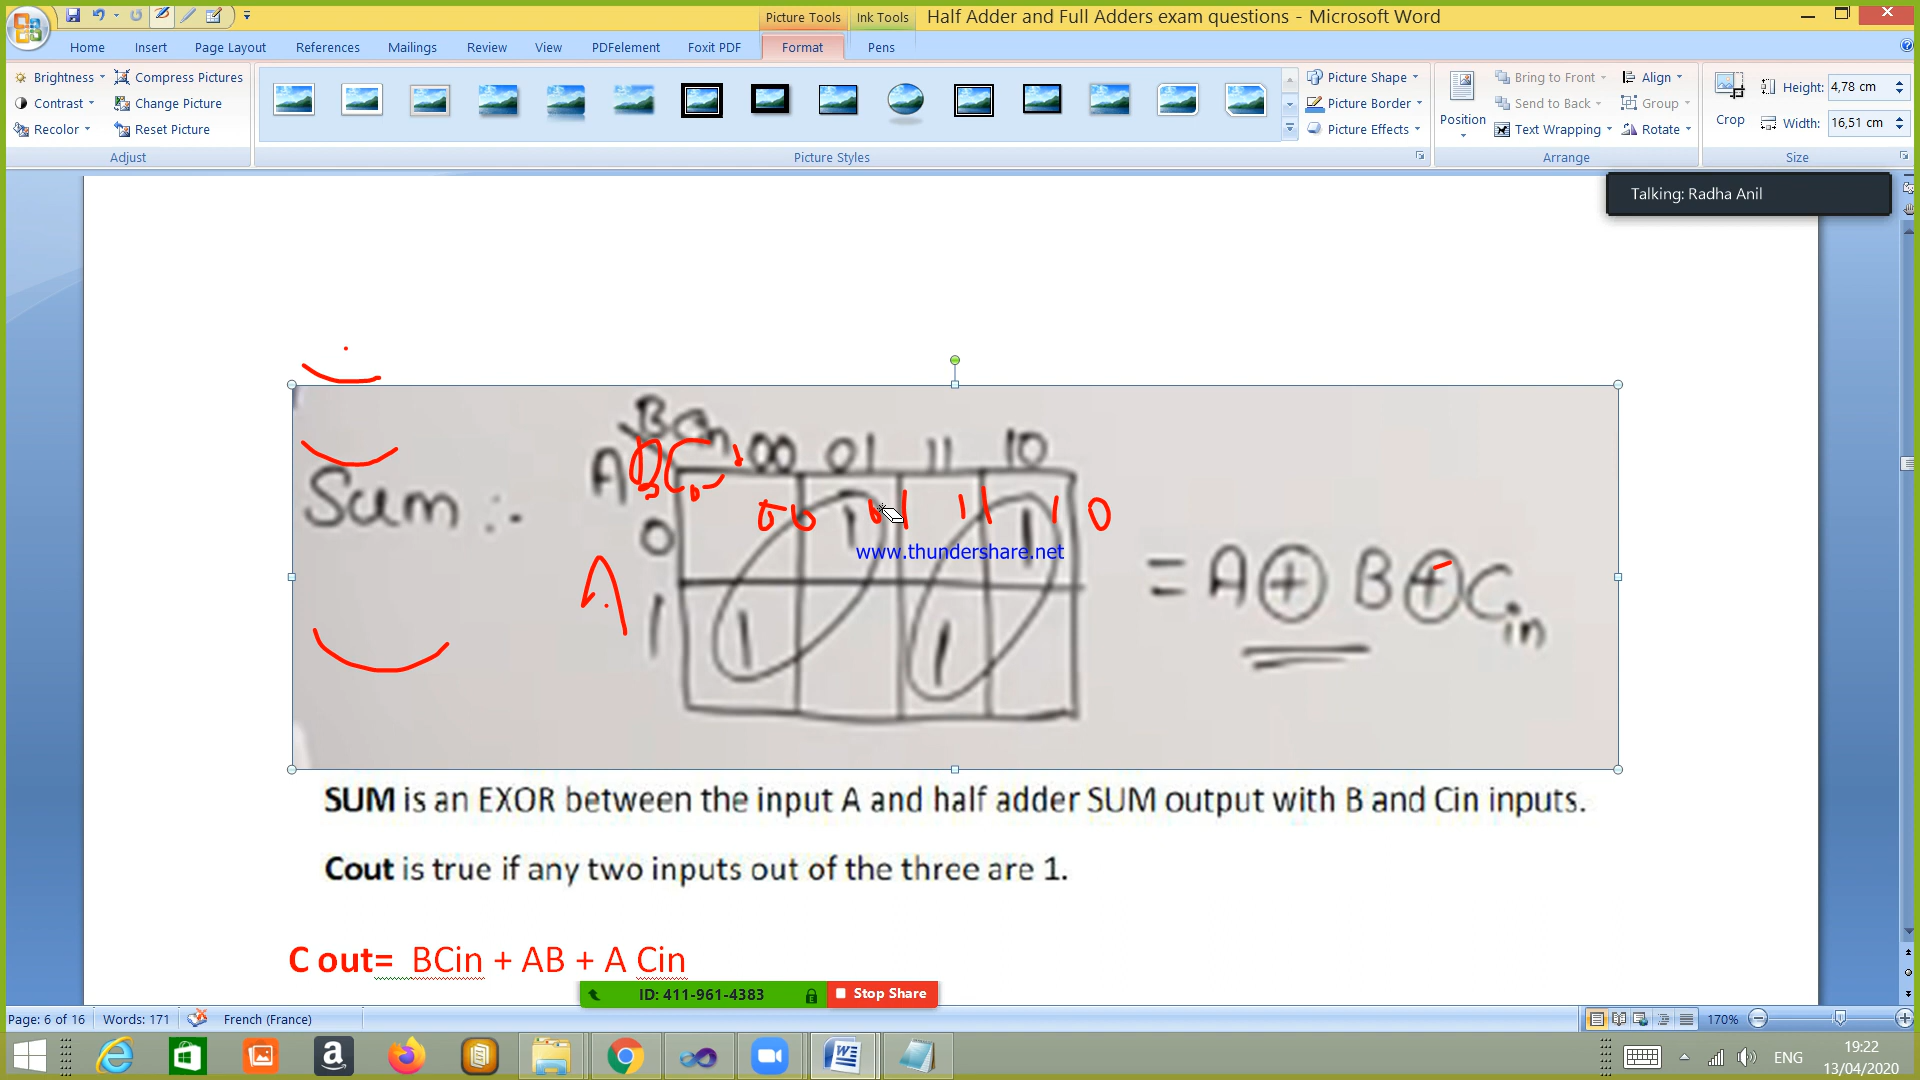 Picture Tools Ink Tools Half Adder and Full Adders exam questions - Microsoft Word
Home Insert Page Layout References Mailings Review View PDFelement Foxit PDF Format Pens
Brightness Compress Pictures
Contrast Change Picture
Recolor Reset Picture
Adjust
Picture Styles
Picture Shape
Picture Border
Picture Effects
Position
Bring to Front Align
Send to Back Group
Text Wrapping Rotate
Arrange
Crop
Height: 4,78 cm
Width: 16,51 cm
Size
Talking: Radha Anil
BCin
A 00 01 11 10
BCin
Sum :-
0 1 1
00 01 11 10
www.thundershare.net
A
1 1 1
= A ⊕ B ⊕ Cin
SUM is an EXOR between the input A and half adder SUM output with B and Cin inputs.
Cout is true if any two inputs out of the three are 1.
C out= BCin + AB + A Cin
ID: 411-961-4383 Stop Share
Page: 6 of 16 Words: 171 French (France) 170%
ENG
19:22
13/04/2020